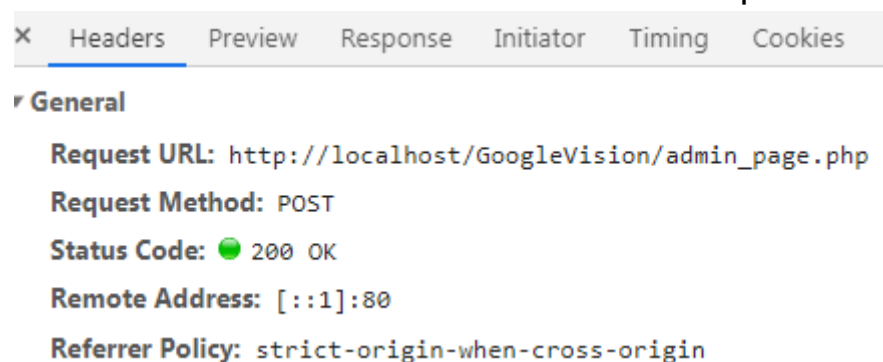 × Headers Preview Response Initiator Timing Cookies
▾ General
Request URL: http://localhost/GoogleVision/admin_page.php
Request Method: POST
Status Code: 200 OK
Remote Address: [::1]:80
Referrer Policy: strict-origin-when-cross-origin